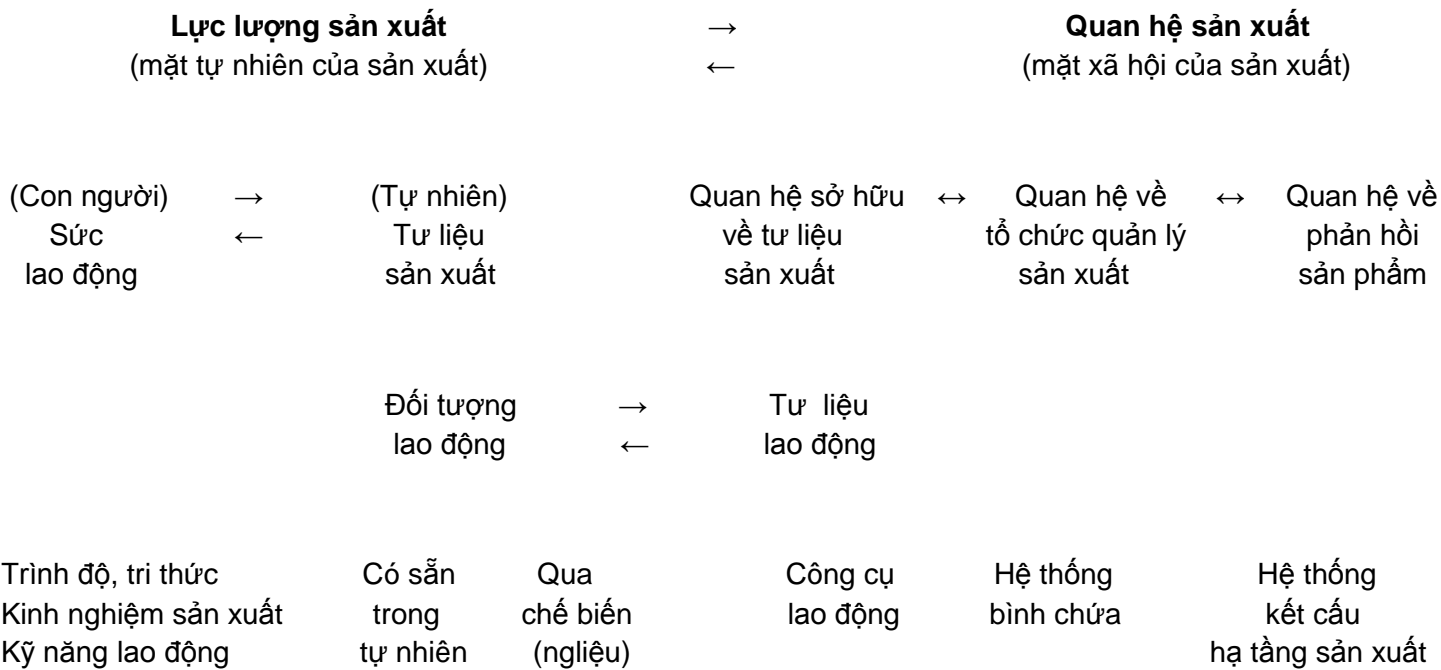 Lực lượng sản xuất → Quan hệ sản xuất
(mặt tự nhiên của sản xuất) ← (mặt xã hội của sản xuất)
(Con người) → (Tự nhiên) Quan hệ sở hữu ↔ Quan hệ về ↔ Quan hệ về
Sức ← Tư liệu về tư liệu tổ chức quản lý phản hồi
lao động sản xuất sản xuất sản xuất sản phẩm
Đối tượng → Tư liệu
lao động ← lao động
Trình độ, tri thức Có sẵn Qua Công cụ Hệ thống Hệ thống
Kinh nghiệm sản xuất trong chế biến lao động bình chứa kết cấu
Kỹ năng lao động tự nhiên (ngliệu) hạ tầng sản xuất